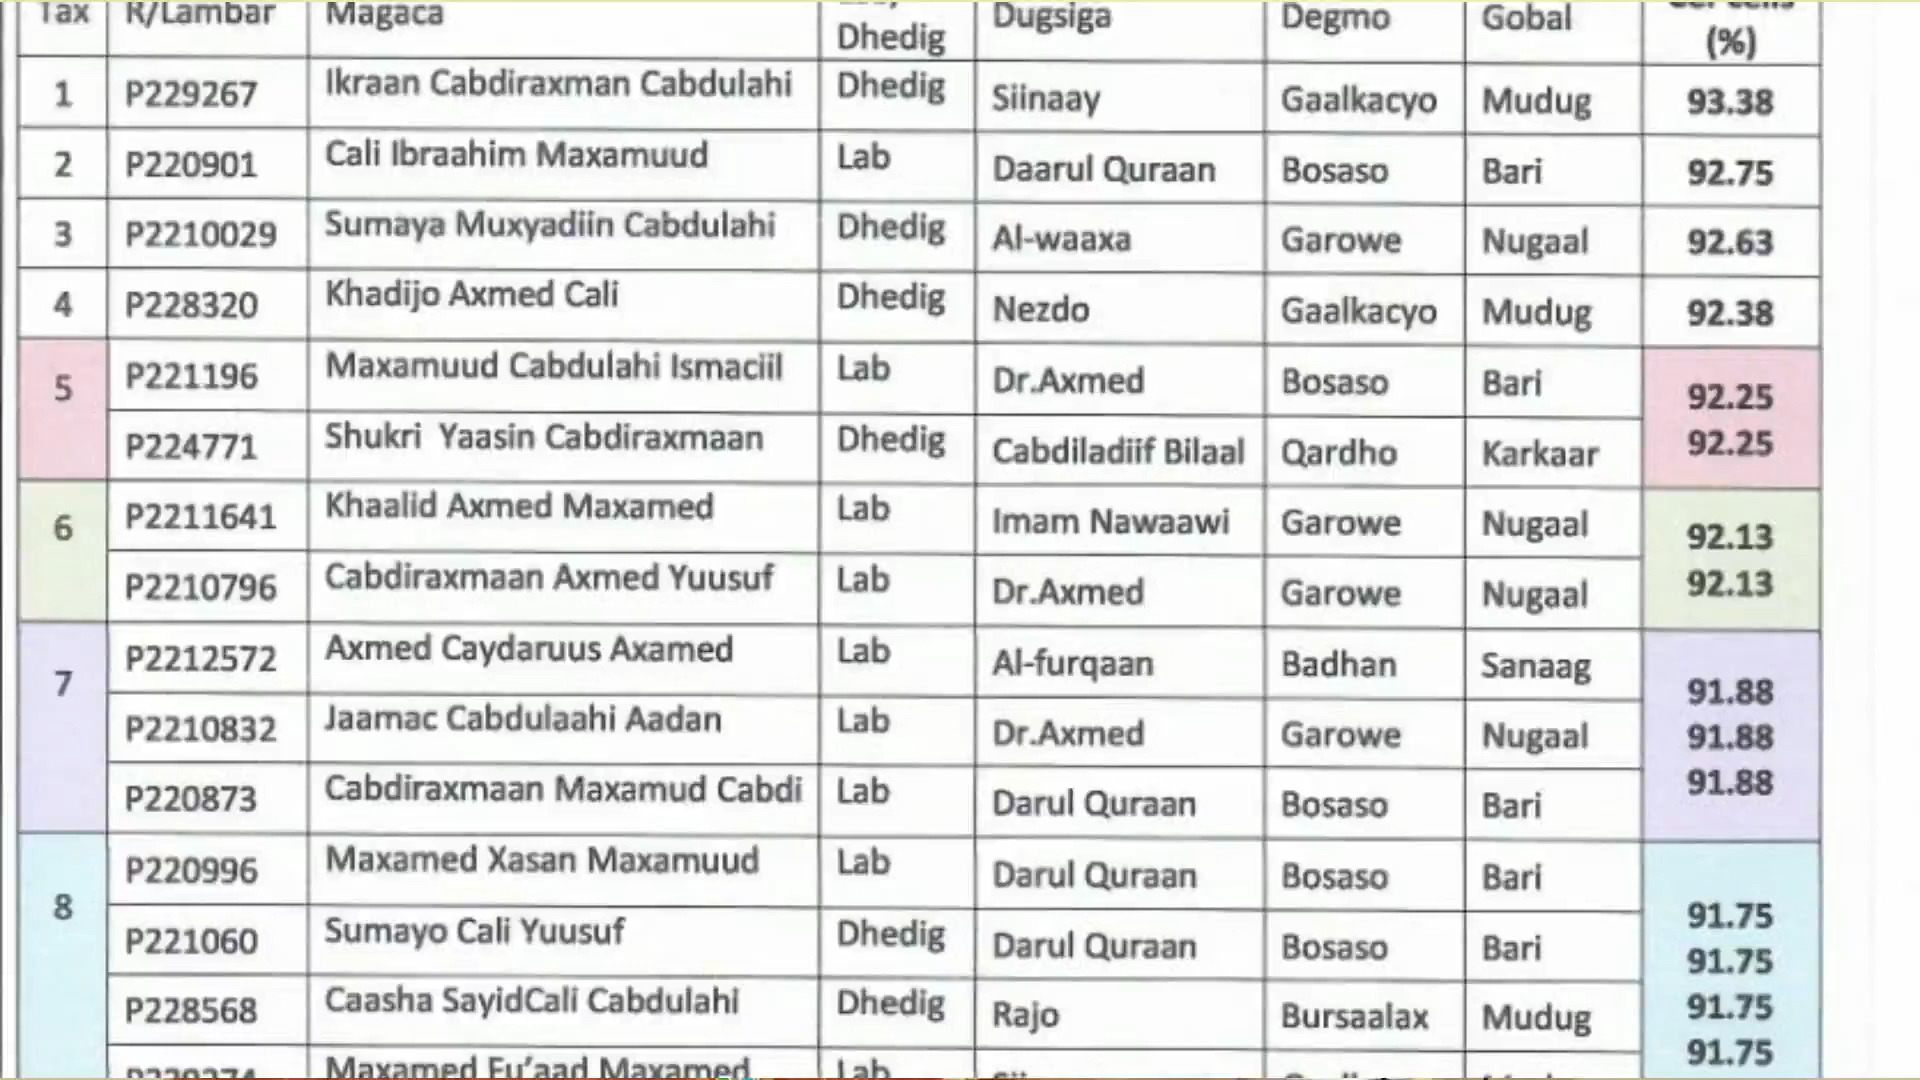 Tax R/Lambar Magaca Dhedig Dugsiga Degmo Gobal (%)
1 P229267 Ikraan Cabdiraxman Cabdulahi Dhedig Siinaay Gaalkacyo Mudug 93.38
2 P220901 Cali Ibraahim Maxamuud Lab Daarul Quraan Bosaso Bari 92.75
3 P2210029 Sumaya Muxyadiin Cabdulahi Dhedig Al-waaxa Garowe Nugaal 92.63
4 P228320 Khadijo Axmed Cali Dhedig Nezdo Gaalkacyo Mudug 92.38
5 P221196 Maxamuud Cabdulahi Ismaciil Lab Dr.Axmed Bosaso Bari 92.25
P224771 Shukri Yaasin Cabdiraxmaan Dhedig Cabdiladiif Bilaal Qardho Karkaar 92.25
6 P2211641 Khaalid Axmed Maxamed Lab Imam Nawaawi Garowe Nugaal 92.13
P2210796 Cabdiraxmaan Axmed Yuusuf Lab Dr.Axmed Garowe Nugaal 92.13
7 P2212572 Axmed Caydaruus Axamed Lab Al-furqaan Badhan Sanaag 91.88
P2210832 Jaamac Cabdulaahi Aadan Lab Dr.Axmed Garowe Nugaal 91.88
P220873 Cabdiraxmaan Maxamud Cabdi Lab Darul Quraan Bosaso Bari 91.88
8 P220996 Maxamed Xasan Maxamuud Lab Darul Quraan Bosaso Bari 91.75
P221060 Sumayo Cali Yuusuf Dhedig Darul Quraan Bosaso Bari 91.75
P228568 Caasha SayidCali Cabdulahi Dhedig Rajo Bursaalax Mudug 91.75
Maxamed Fu'aad Maxamed Lab 91.75